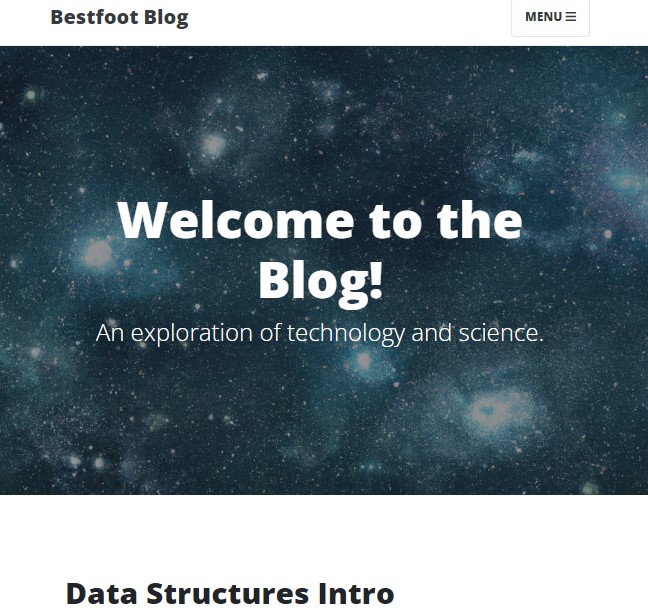 Bestfoot Blog
MENU
Welcome to the
Blog!
An exploration of technology and science.
Data Structures Intro